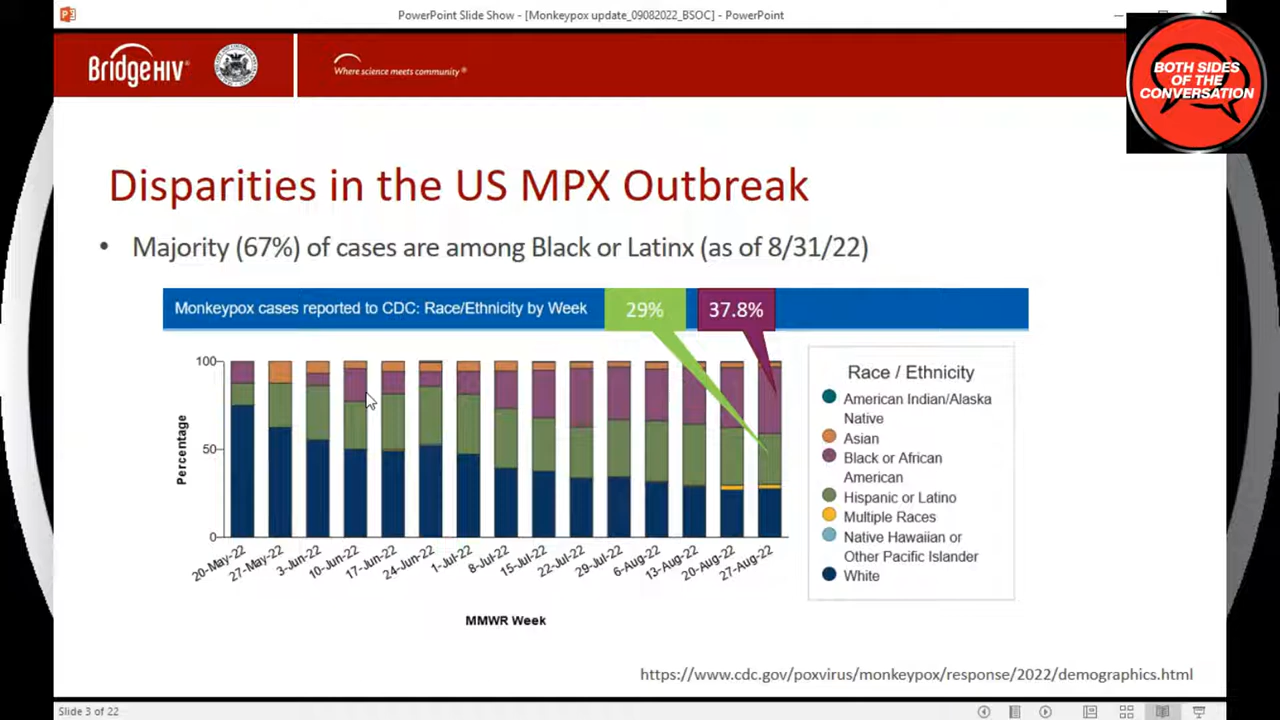 PowerPoint Slide Show - [Monkeypox update_09082022_BSOC] - PowerPoint
BridgeHIV
Where science meets community®
BOTH SIDES
OF THE
CONVERSATION
Disparities in the US MPX Outbreak
• Majority (67%) of cases are among Black or Latinx (as of 8/31/22)
Monkeypox cases reported to CDC: Race/Ethnicity by Week
29%
37.8%
100
50
0
Percentage
20-May-22
27-May-22
3-Jun-22
10-Jun-22
17-Jun-22
24-Jun-22
1-Jul-22
8-Jul-22
15-Jul-22
22-Jul-22
29-Jul-22
6-Aug-22
13-Aug-22
20-Aug-22
27-Aug-22
MMWR Week
Race / Ethnicity
American Indian/Alaska
Native
Asian
Black or African
American
Hispanic or Latino
Multiple Races
Native Hawaiian or
Other Pacific Islander
White
https://www.cdc.gov/poxvirus/monkeypox/response/2022/demographics.html
Slide 3 of 22